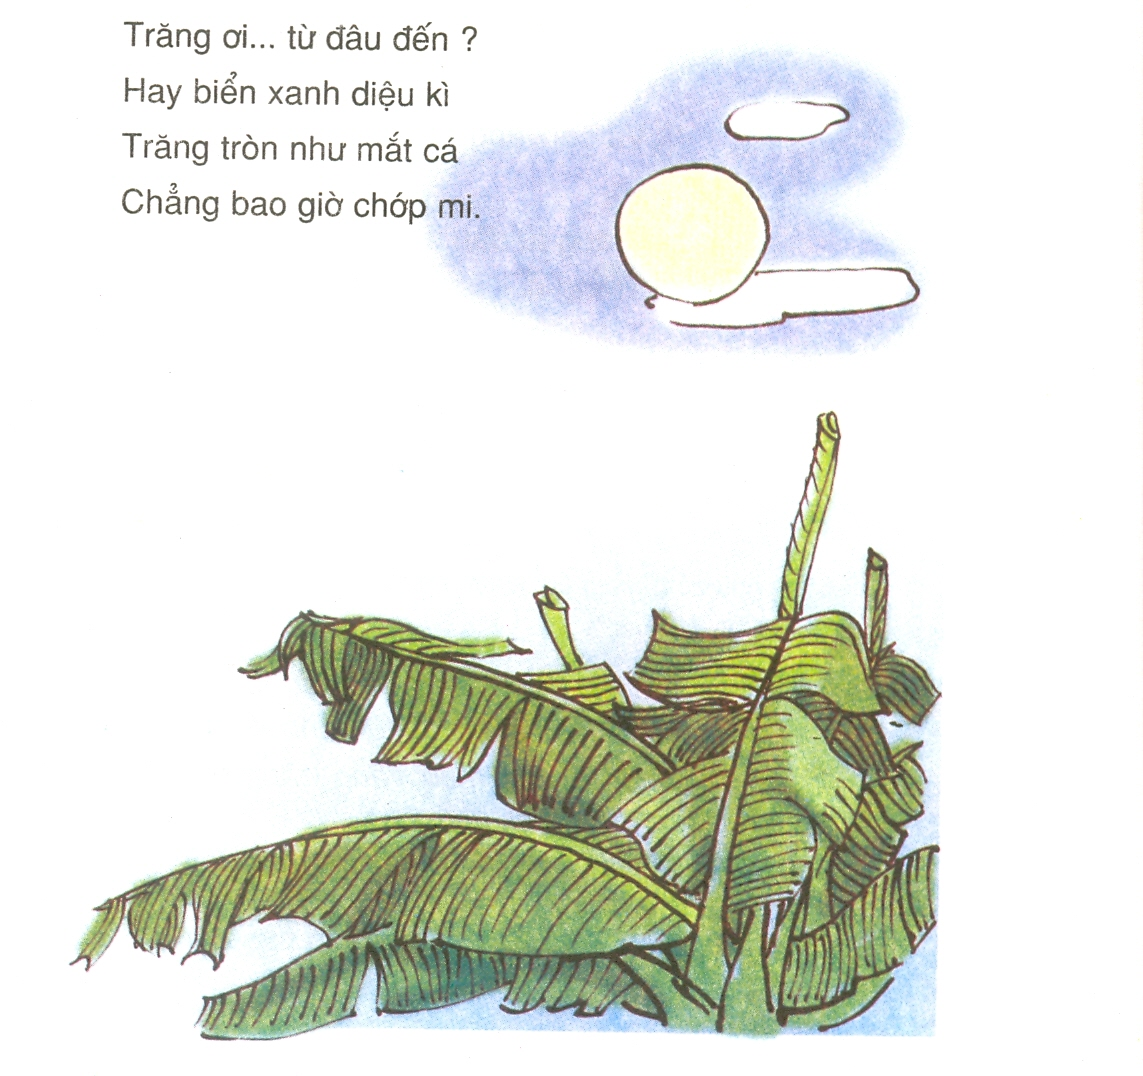 Trăng ơi... từ đâu đến ?
Hay biển xanh diệu kì
Trăng tròn như mắt cá
Chẳng bao giờ chớp mi.